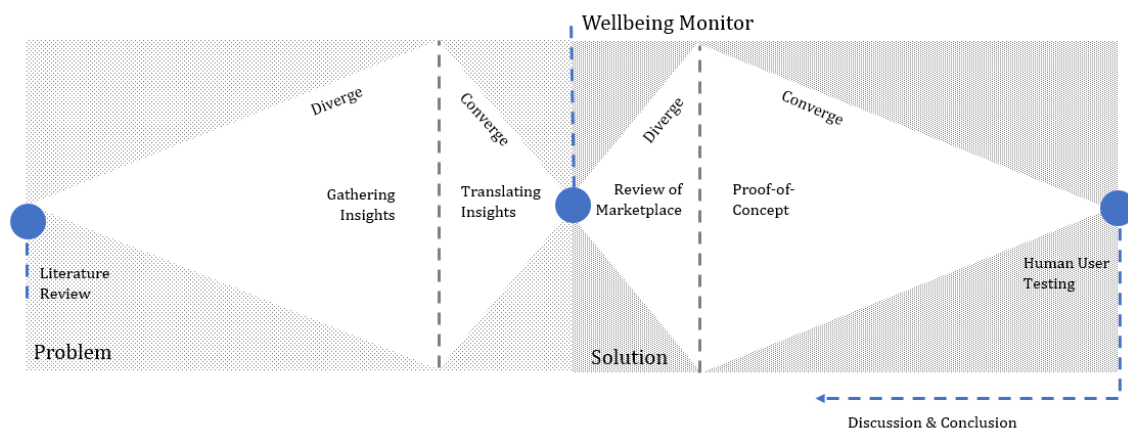 Wellbeing Monitor
Diverge
Converge
Diverge
Converge
Gathering
Insights
Translating
Insights
Review of
Marketplace
Proof-of-
Concept
Literature
Review
Human User
Testing
Problem
Solution
Discussion & Conclusion